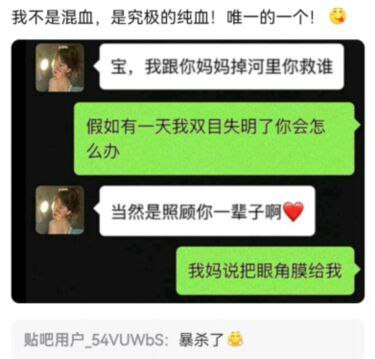 我不是混血，是究极的纯血！唯一的一个！
宝，我跟你妈妈掉河里你救谁
假如有一天我双目失明了你会怎
么办
当然是照顾你一辈子啊
我妈说把眼角膜给我
贴吧用户_54VUWbS：暴杀了